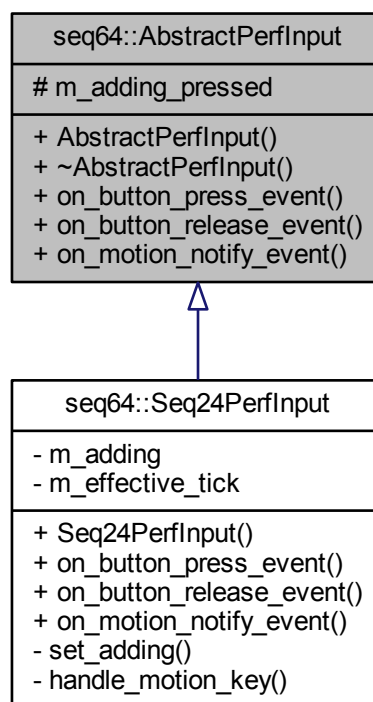 seq64::AbstractPerfInput
# m_adding_pressed
+ AbstractPerfInput()
+ ~AbstractPerfInput()
+ on_button_press_event()
+ on_button_release_event()
+ on_motion_notify_event()
seq64::Seq24PerfInput
- m_adding
- m_effective_tick
+ Seq24PerfInput()
+ on_button_press_event()
+ on_button_release_event()
+ on_motion_notify_event()
- set_adding()
- handle_motion_key()